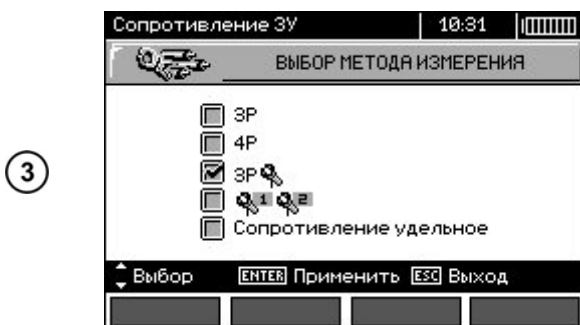 Сопротивление ЗУ 10:31
ВЫБОР МЕТОДА ИЗМЕРЕНИЯ
3P
4P
3P
1 2
Сопротивление удельное
Выбор ENTER Применить ESC Выход
3